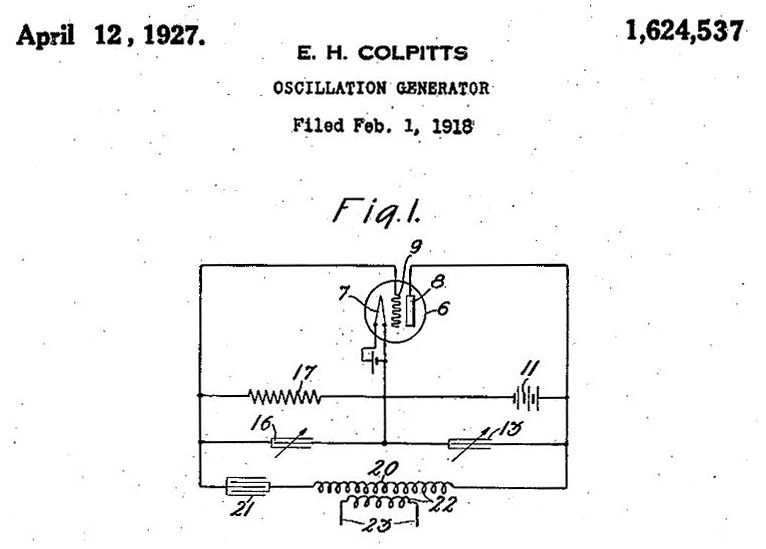 April 12, 1927.
1,624,537
E. H. COLPITTS
OSCILLATION GENERATOR
Filed Feb. 1, 1918
Fig.1.
9
8
7
6
17
11
16
13
20
21
22
23